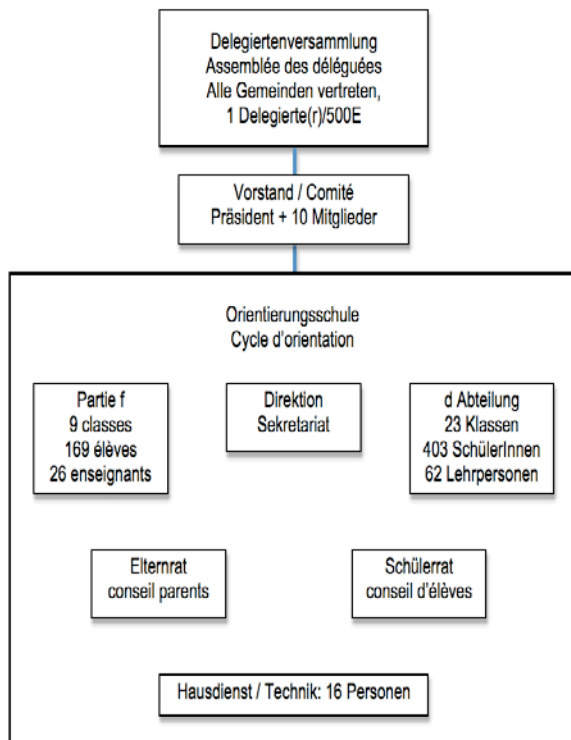 Delegiertenversammlung
Assemblée des déléguées
Alle Gemeinden vertreten,
1 Delegierte(r)/500E
Vorstand / Comité
Präsident + 10 Mitglieder
Orientierungsschule
Cycle d'orientation
Partie f
9 classes
169 élèves
26 enseignants
Direktion
Sekretariat
d Abteilung
23 Klassen
403 SchülerInnen
62 Lehrpersonen
Elternrat
conseil parents
Schülerrat
conseil d'élèves
Hausdienst / Technik: 16 Personen